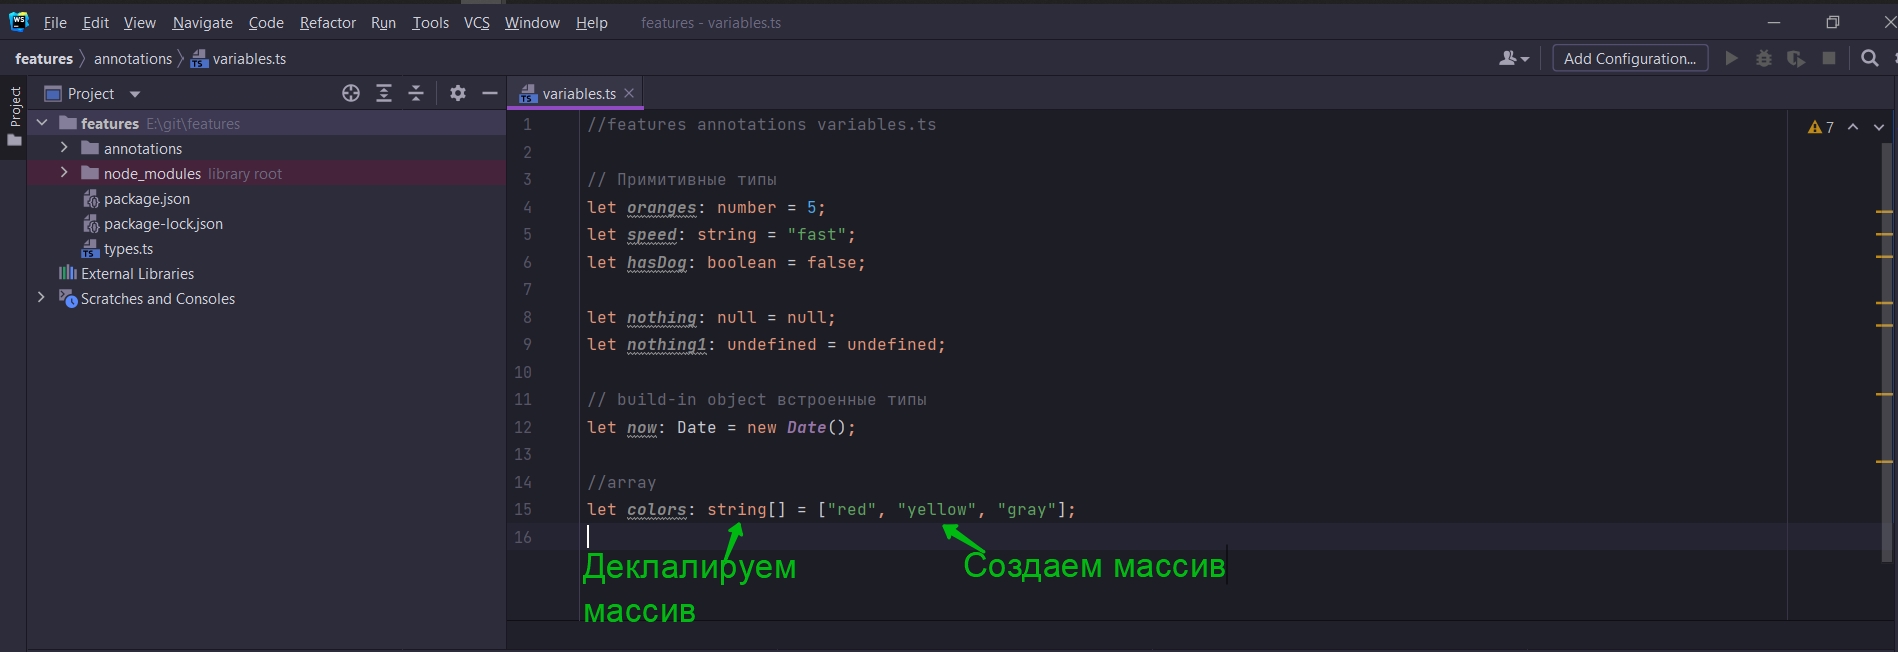 File Edit View Navigate Code Refactor Run Tools VCS Window Help features - variables.ts
features annotations variables.ts Add Configuration...
Project
Project variables.ts
features E:\git\features
annotations
node_modules library root
package.json
package-lock.json
types.ts
External Libraries
Scratches and Consoles
7
1 //features annotations variables.ts
2
3 // Примитивные типы
4 let oranges: number = 5;
5 let speed: string = "fast";
6 let hasDog: boolean = false;
7
8 let nothing: null = null;
9 let nothing1: undefined = undefined;
10
11 // build-in object встроенные типы
12 let now: Date = new Date();
13
14 //array
15 let colors: string[] = ["red", "yellow", "gray"];
16
Деклалируем
массив
Создаем массив